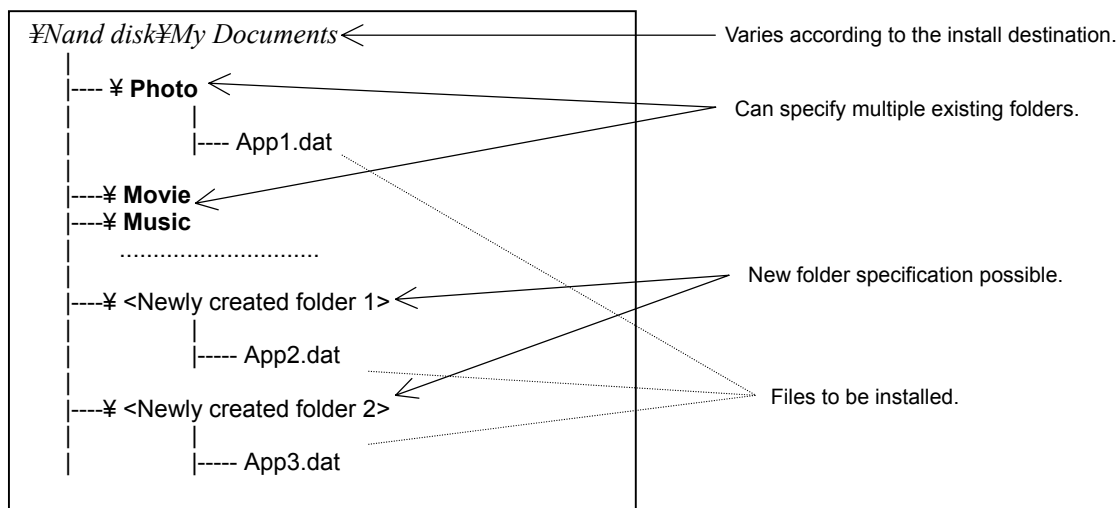 ¥Nand disk¥My Documents
Varies according to the install destination.
|---- ¥ Photo
Can specify multiple existing folders.
|---- App1.dat
|----¥ Movie
|----¥ Music
..............................
New folder specification possible.
|----¥ <Newly created folder 1>
|----- App2.dat
Files to be installed.
|----¥ <Newly created folder 2>
|----- App3.dat